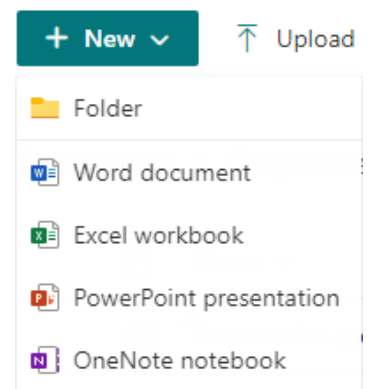 + New Upload
Folder
Word document
Excel workbook
PowerPoint presentation
OneNote notebook